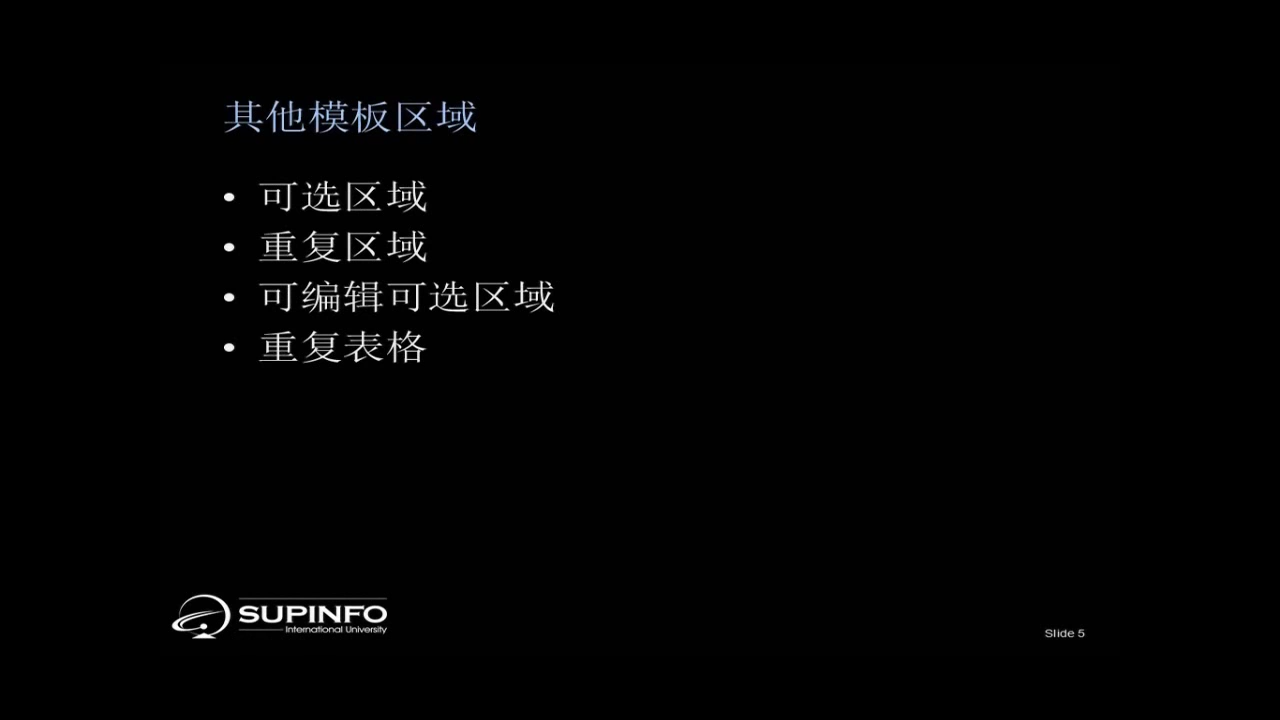 其他模板区域
• 可选区域
• 重复区域
• 可编辑可选区域
• 重复表格
SUPINFO
International University
Slide 5